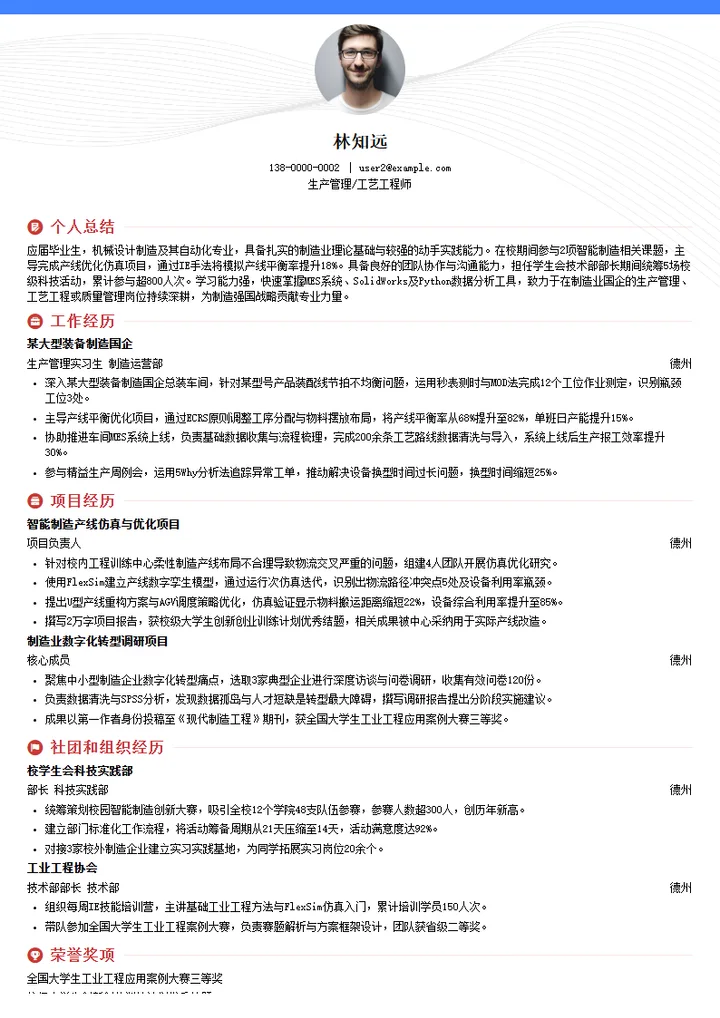 林知远
138-0000-0002 | user2@example.com
生产管理/工艺工程师
个人总结
应届毕业生，机械设计制造及其自动化专业，具备扎实的制造业理论基础与较强的动手实践能力。在校期间参与2项智能制造相关课题，主
导完成产线优化仿真项目，通过IE手法将模拟产线平衡率提升18%。具备良好的团队协作与沟通能力，担任学生会技术部部长期间统筹5场校
级科技活动，累计参与超800人次。学习能力强，快速掌握MES系统、SolidWorks及Python数据分析工具，致力于在制造业国企的生产管理、
工艺工程或质量管理岗位持续深耕，为制造强国战略贡献专业力量。
工作经历
某大型装备制造国企
生产管理实习生 制造运营部 德州
• 深入某大型装备制造国企总装车间，针对某型号产品装配线节拍不均衡问题，运用秒表测时与MOD法完成12个工位作业测定，识别瓶颈
工位3处。
• 主导产线平衡优化项目，通过ECRS原则调整工序分配与物料摆放布局，将产线平衡率从68%提升至82%，单班日产能提升15%。
• 协助推进车间MES系统上线，负责基础数据收集与流程梳理，完成200余条工艺路线数据清洗与导入，系统上线后生产报工效率提升
30%。
• 参与精益生产周例会，运用5Why分析法追踪异常工单，推动解决设备换型时间过长问题，换型时间缩短25%。
项目经历
智能制造产线仿真与优化项目
项目负责人 德州
• 针对校内工程训练中心柔性制造产线布局不合理导致物流交叉严重的问题，组建4人团队开展仿真优化研究。
• 使用FlexSim建立产线数字孪生模型，通过运行次仿真迭代，识别出物流路径冲突点5处及设备利用率瓶颈。
• 提出U型产线重构方案与AGV调度策略优化，仿真验证显示物料搬运距离缩短22%，设备综合利用率提升至85%。
• 撰写2万字项目报告，获校级大学生创新创业训练计划优秀结题，相关成果被中心采纳用于实际产线改造。
制造业数字化转型调研项目
核心成员 德州
• 聚焦中小型制造企业数字化转型痛点，选取3家典型企业进行深度访谈与问卷调研，收集有效问卷120份。
• 负责数据清洗与SPSS分析，发现数据孤岛与人才短缺是转型最大障碍，撰写调研报告提出分阶段实施建议。
• 成果以第一作者身份投稿至《现代制造工程》期刊，获全国大学生工业工程应用案例大赛三等奖。
社团和组织经历
校学生会科技实践部
部长 科技实践部 德州
• 统筹策划校园智能制造创新大赛，吸引全校12个学院48支队伍参赛，参赛人数超300人，创历年新高。
• 建立部门标准化工作流程，将活动筹备周期从21天压缩至14天，活动满意度达92%。
• 对接3家校外制造企业建立实习实践基地，为同学拓展实习岗位20余个。
工业工程协会
技术部部长 技术部 德州
• 组织每周IE技能培训营，主讲基础工业工程方法与FlexSim仿真入门，累计培训学员150人次。
• 带队参加全国大学生工业工程案例大赛，负责赛题解析与方案框架设计，团队获省级二等奖。
荣誉奖项
全国大学生工业工程应用案例大赛三等奖